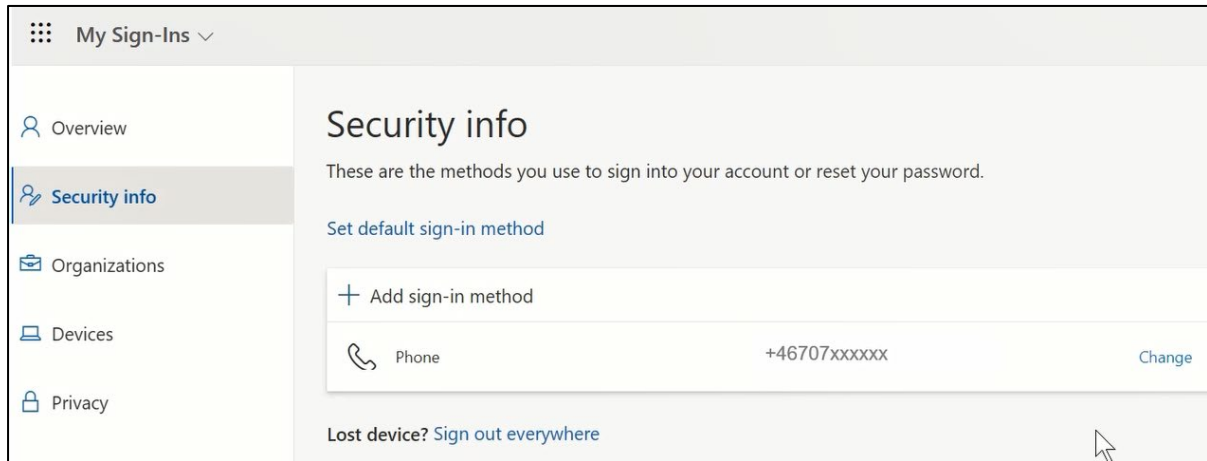 My Sign-Ins
Overview
Security info
Organizations
Devices
Privacy
Security info
These are the methods you use to sign into your account or reset your password.
Set default sign-in method
Add sign-in method
Phone +46707xxxxxx Change
Lost device? Sign out everywhere